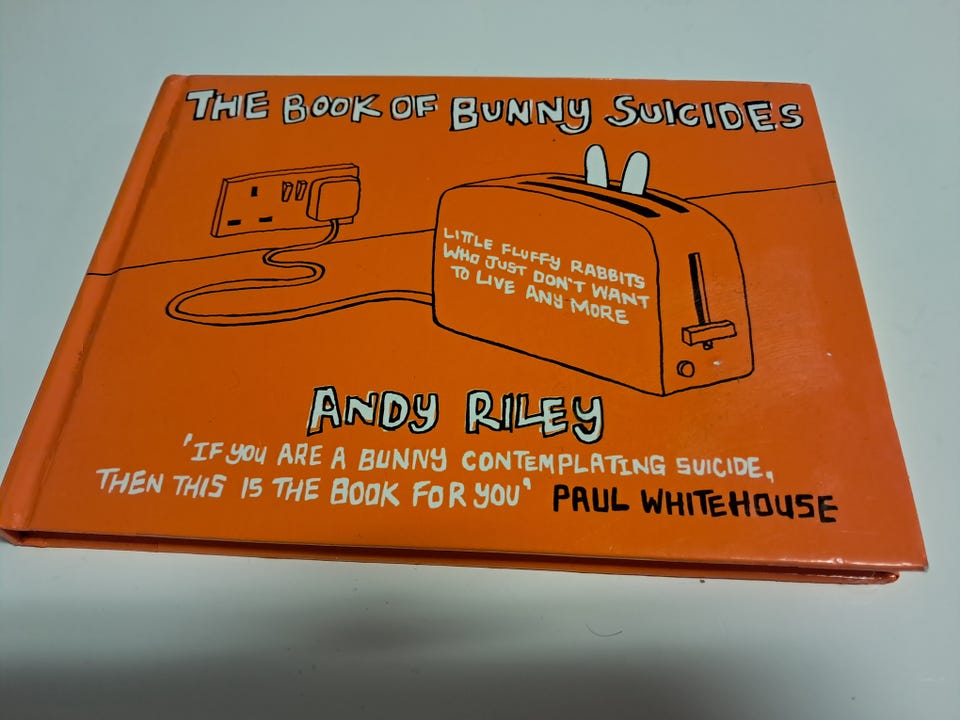 THE BOOK OF BUNNY SUICIDES
LITTLE FLUFFY RABBITS
WHO JUST DON'T WANT
TO LIVE ANY MORE
ANDY RILEY
'IF YOU ARE A BUNNY CONTEMPLATING SUICIDE,
THEN THIS IS THE BOOK FOR YOU' PAUL WHITEHOUSE